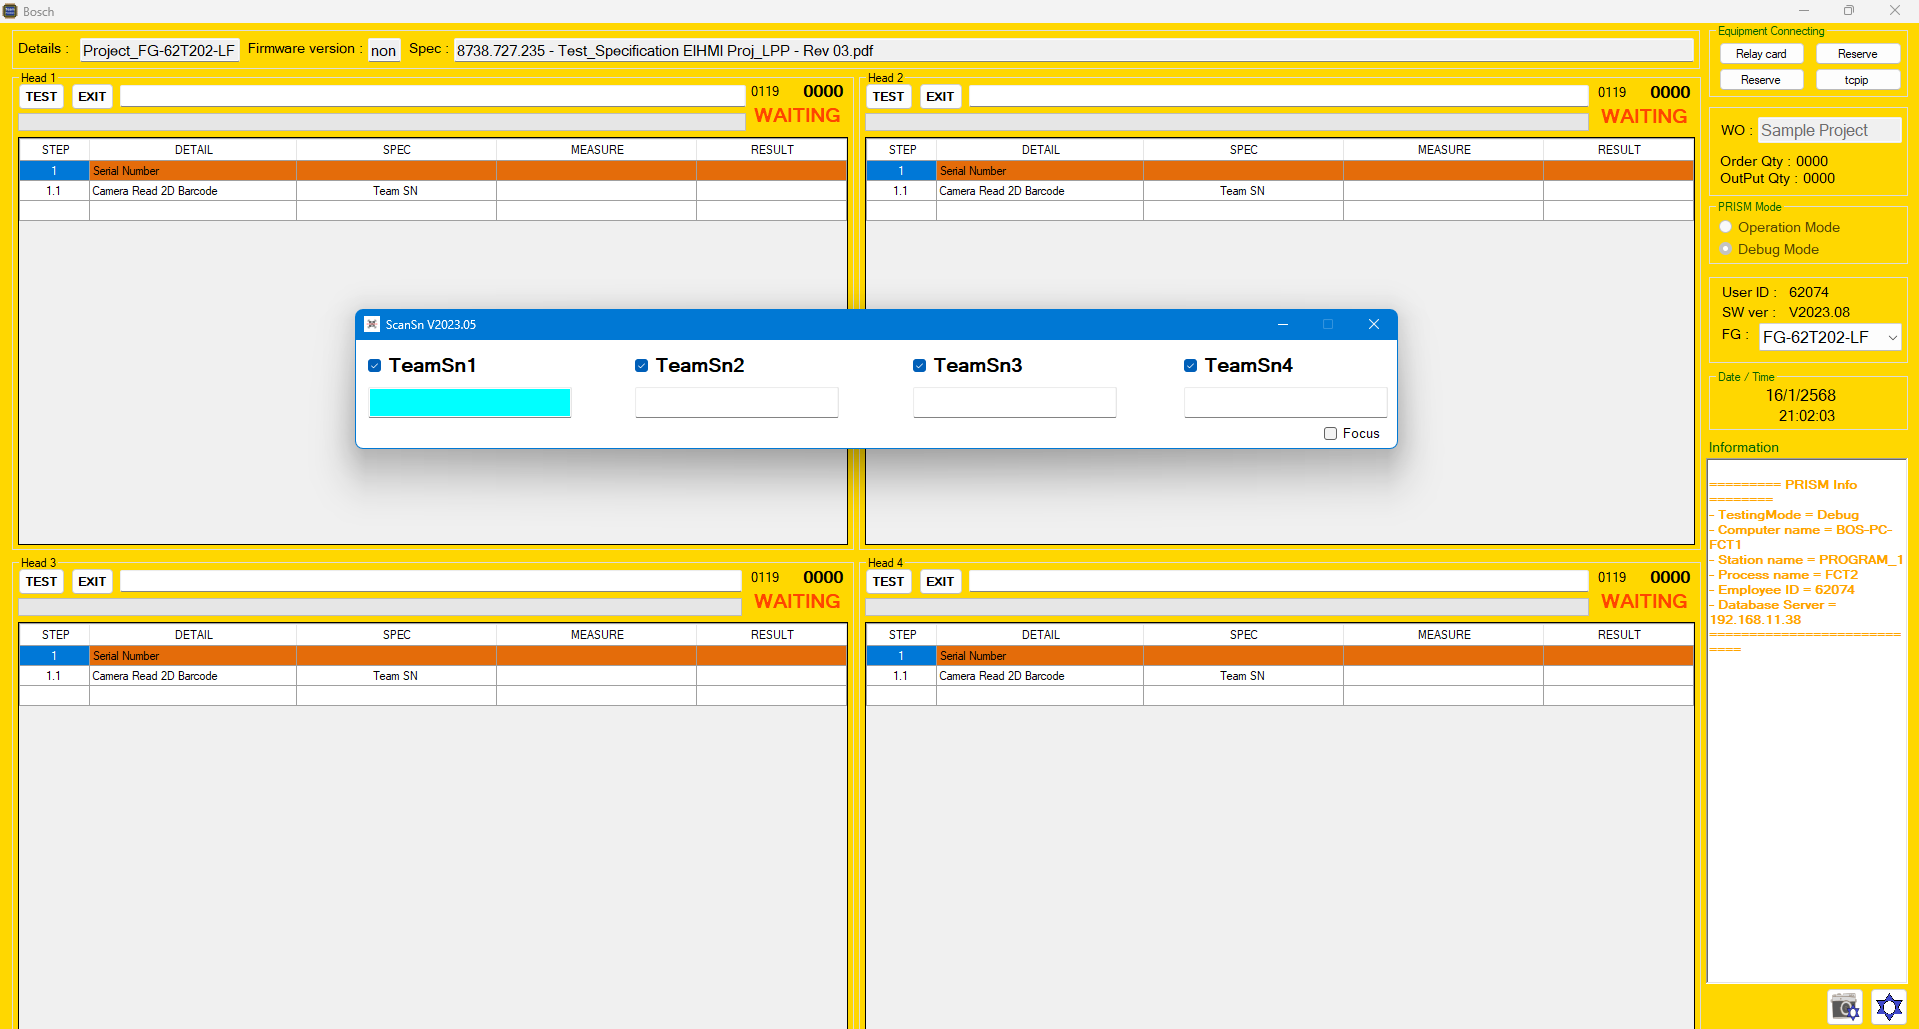 Bosch
Details : Project_FG-62T202-LF Firmware version : non Spec : 8738.727.235 - Test_Specification EIHMI Proj_LPP - Rev 03.pdf
Head 1
TEST EXIT 0119 0000
WAITING
STEP DETAIL SPEC MEASURE RESULT
1 Serial Number
1.1 Camera Read 2D Barcode Team SN
Head 2
TEST EXIT 0119 0000
WAITING
STEP DETAIL SPEC MEASURE RESULT
1 Serial Number
1.1 Camera Read 2D Barcode Team SN
ScanSn V2023.05
TeamSn1 TeamSn2 TeamSn3 TeamSn4
Focus
Head 3
TEST EXIT 0119 0000
WAITING
STEP DETAIL SPEC MEASURE RESULT
1 Serial Number
1.1 Camera Read 2D Barcode Team SN
Head 4
TEST EXIT 0119 0000
WAITING
STEP DETAIL SPEC MEASURE RESULT
1 Serial Number
1.1 Camera Read 2D Barcode Team SN
Equipment Connecting
Relay card Reserve
Reserve tcpip
WO : Sample Project
Order Qty : 0000
OutPut Qty : 0000
PRISM Mode
Operation Mode
Debug Mode
User ID : 62074
SW ver : V2023.08
FG : FG-62T202-LF
Date / Time
16/1/2568
21:02:03
Information
========= PRISM Info
========
- TestingMode = Debug
- Computer name = BOS-PC-
FCT1
- Station name = PROGRAM_1
- Process name = FCT2
- Employee ID = 62074
- Database Server =
192.168.11.38
========================
====